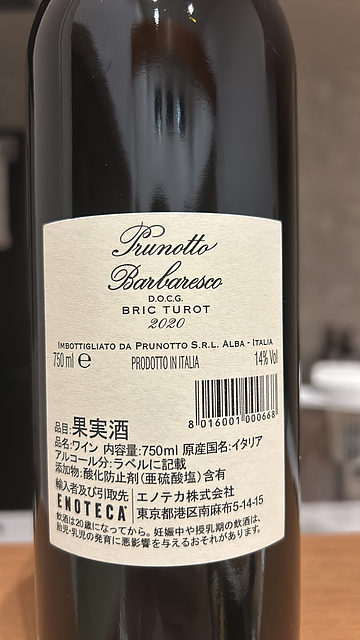 Prunotto
Barbaresco
D.O.C.G.
BRIC TUROT
2020
IMBOTTIGLIATO DA PRUNOTTO S.R.L. ALBA - ITALIA
750 ml ℮ PRODOTTO IN ITALIA 14% Vol
8 016001 000668
品目:果実酒
品名:ワイン 内容量:750ml 原産国名:イタリア
アルコール分:ラベルに記載
添加物:酸化防止剤(亜硫酸塩)含有
輸入者及び引取先 エノテカ株式会社
ENOTECA 東京都港区南麻布5-14-15
飲酒は20歳になってから。妊娠中や授乳期の飲酒は、
胎児・乳児の発育に悪影響を与えるおそれがあります。